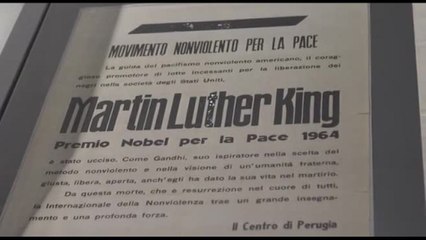 MOVIMENTO NONVIOLENTO PER LA PACE
La guida del pacifismo nonviolento americano, il corag-
gioso promotore di lotte incessanti per la liberazione dei
negri nella società degli Stati Uniti,
Martin Luther King
Premio Nobel per la Pace 1964
è stato ucciso. Come Gandhi, suo ispiratore nella scelta del
metodo nonviolento e nella visione di un'umanità fraterna,
giusta, libera, aperta, anch'egli ha dato la sua vita nel martirio.
Da questa morte, che è resurrezione nel cuore di tutti,
la Internazionale della Nonviolenza trae un grande insegna-
mento e una profonda forza.
Il Centro di Perugia